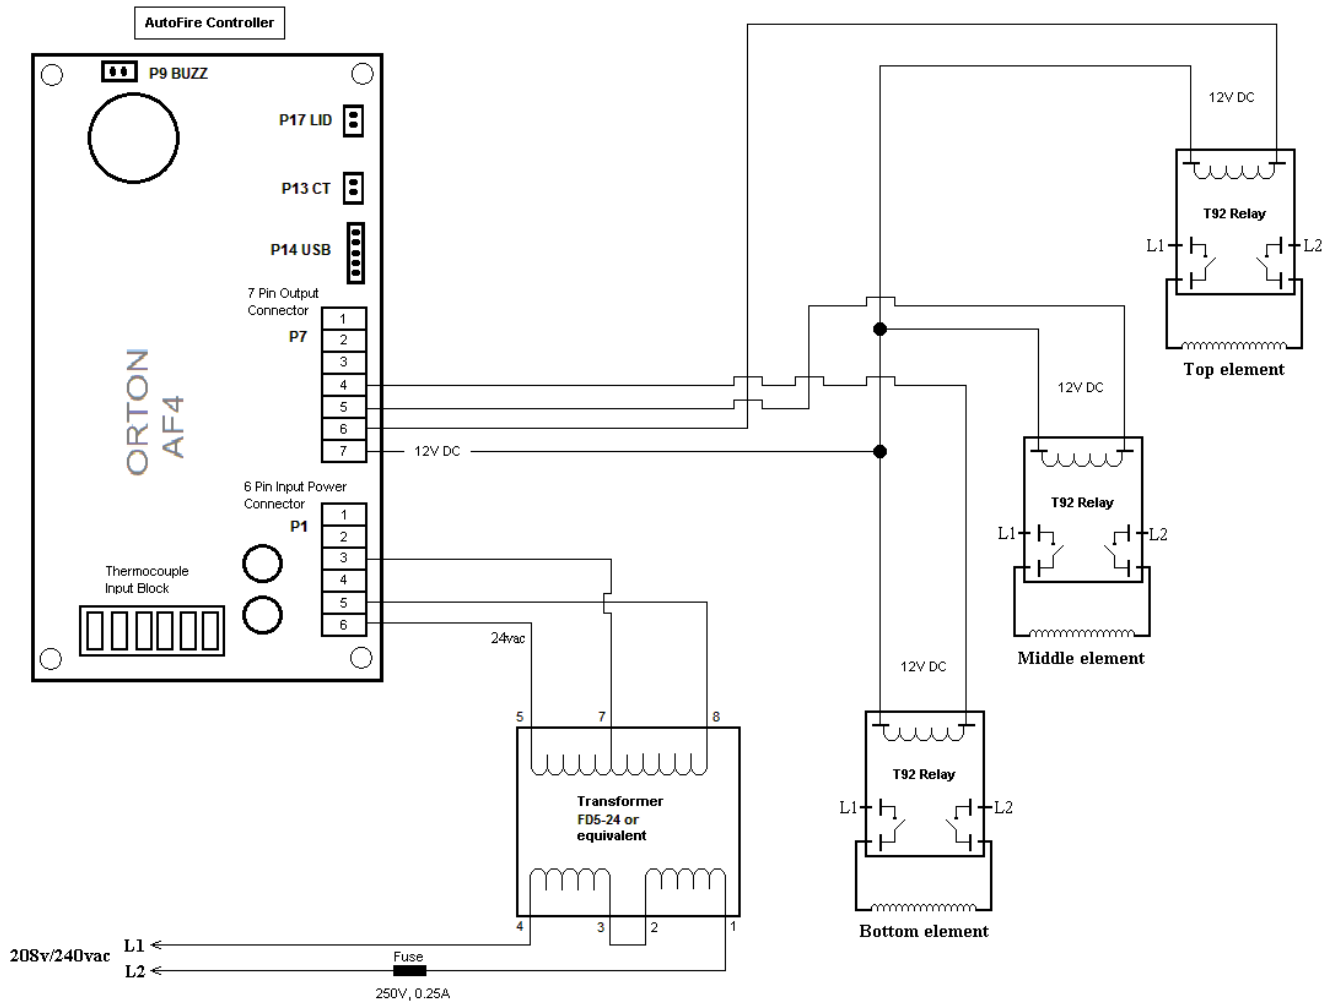 AutoFire Controller
P9 BUZZ
P17 LID
P13 CT
P14 USB
7 Pin Output
Connector
P7
1
2
3
4
5
6
7
12V DC
ORTON
AF4
6 Pin Input Power
Connector
P1
1
2
3
4
5
6
Thermocouple
Input Block
24vac
5
7
8
Transformer
FD5-24 or
equivalent
4
3
2
1
208v/240vac
L1
L2
Fuse
250V, 0.25A
12V DC
T92 Relay
L1
L2
Top element
12V DC
T92 Relay
L1
L2
Middle element
12V DC
T92 Relay
L1
L2
Bottom element